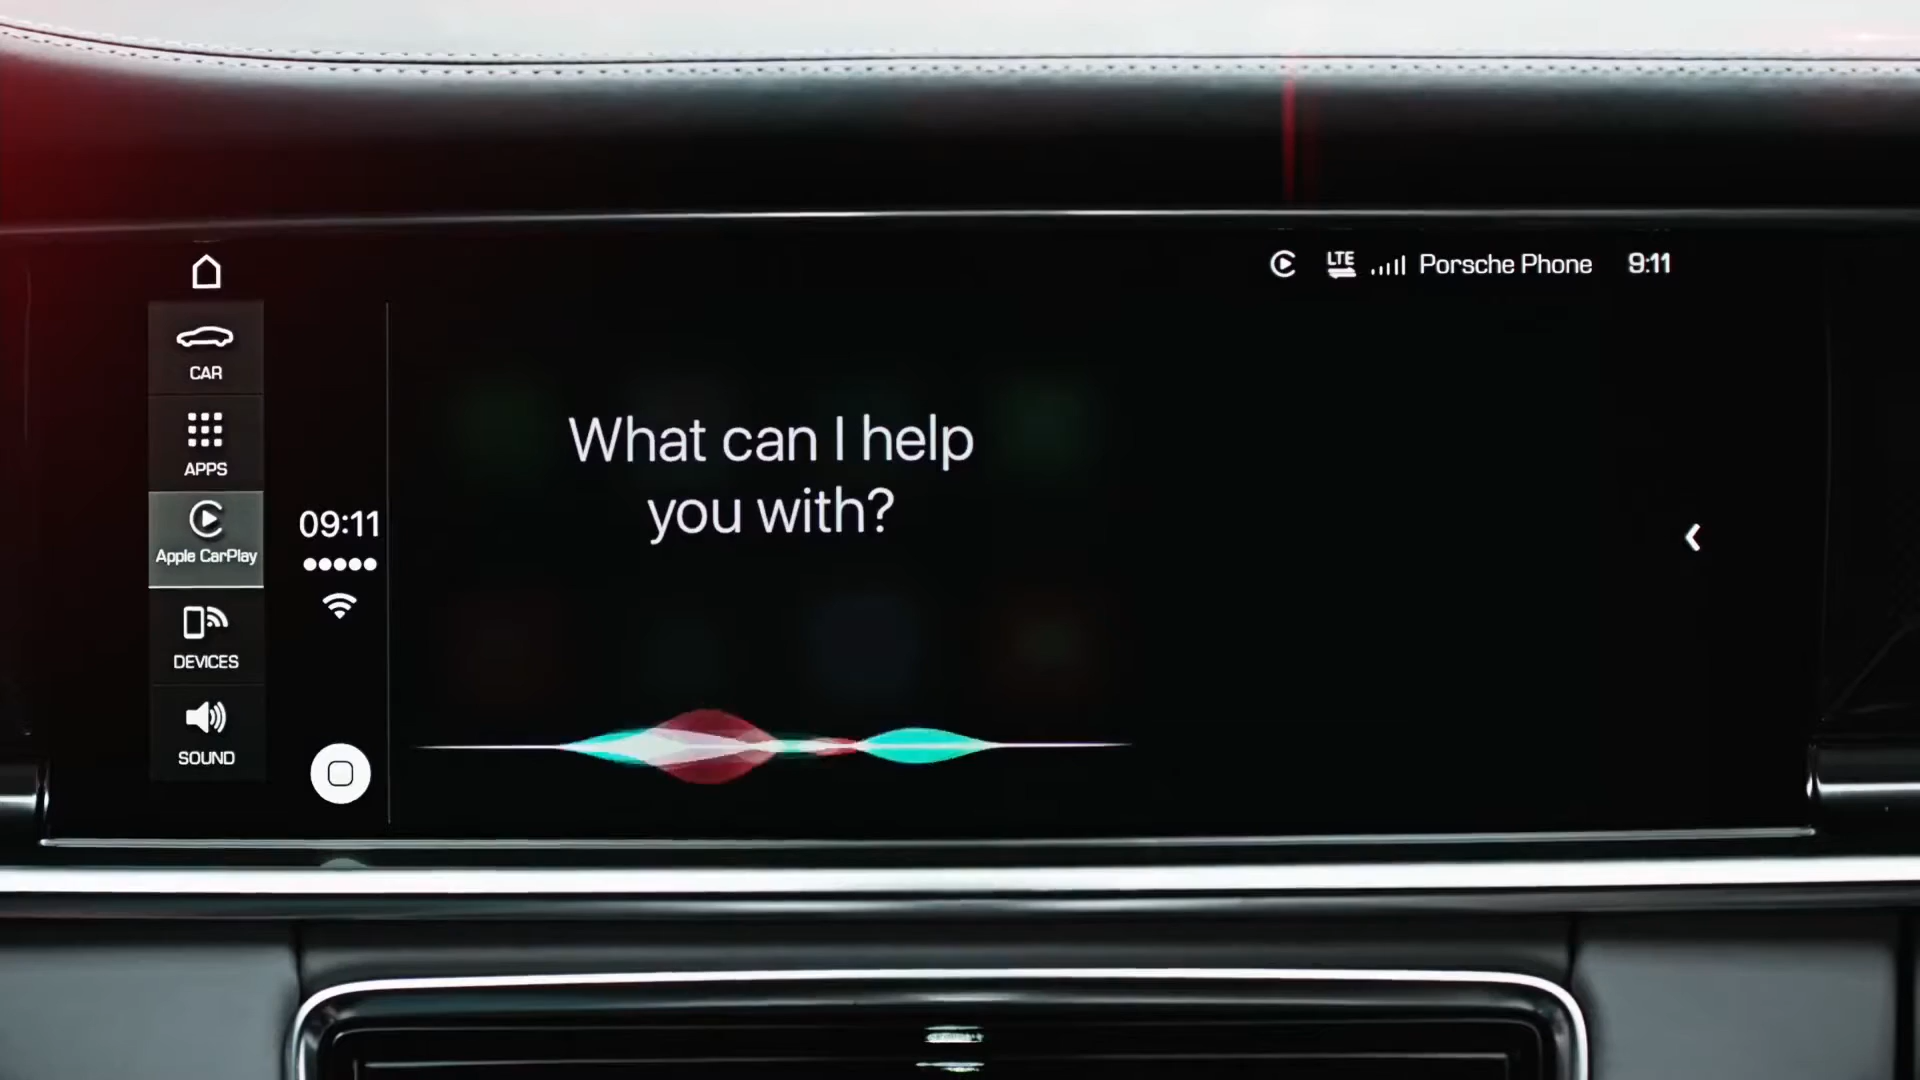 LTE
Porsche Phone
9:11
CAR
APPS
Apple CarPlay
DEVICES
SOUND
09:11
What can I help
you with?